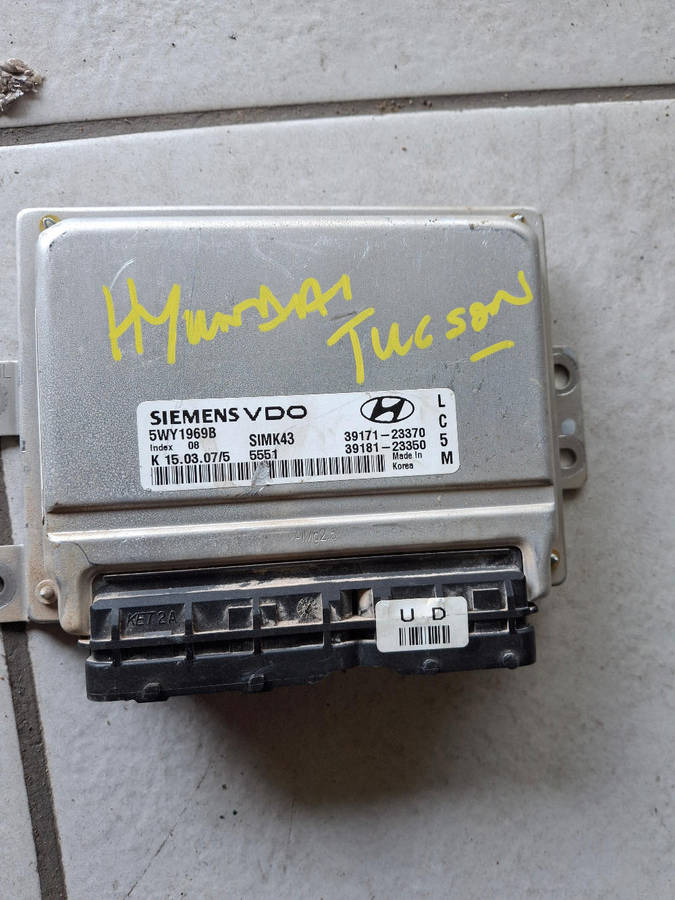 HYUNDAI
TUCSON
SIEMENS VDO
5WY1969B
Index 08
SIMK43
39171-23370
K 15.03.07/5
5551
39181-23350
Made In
Korea
L
C
5
M
KET 2A
U D